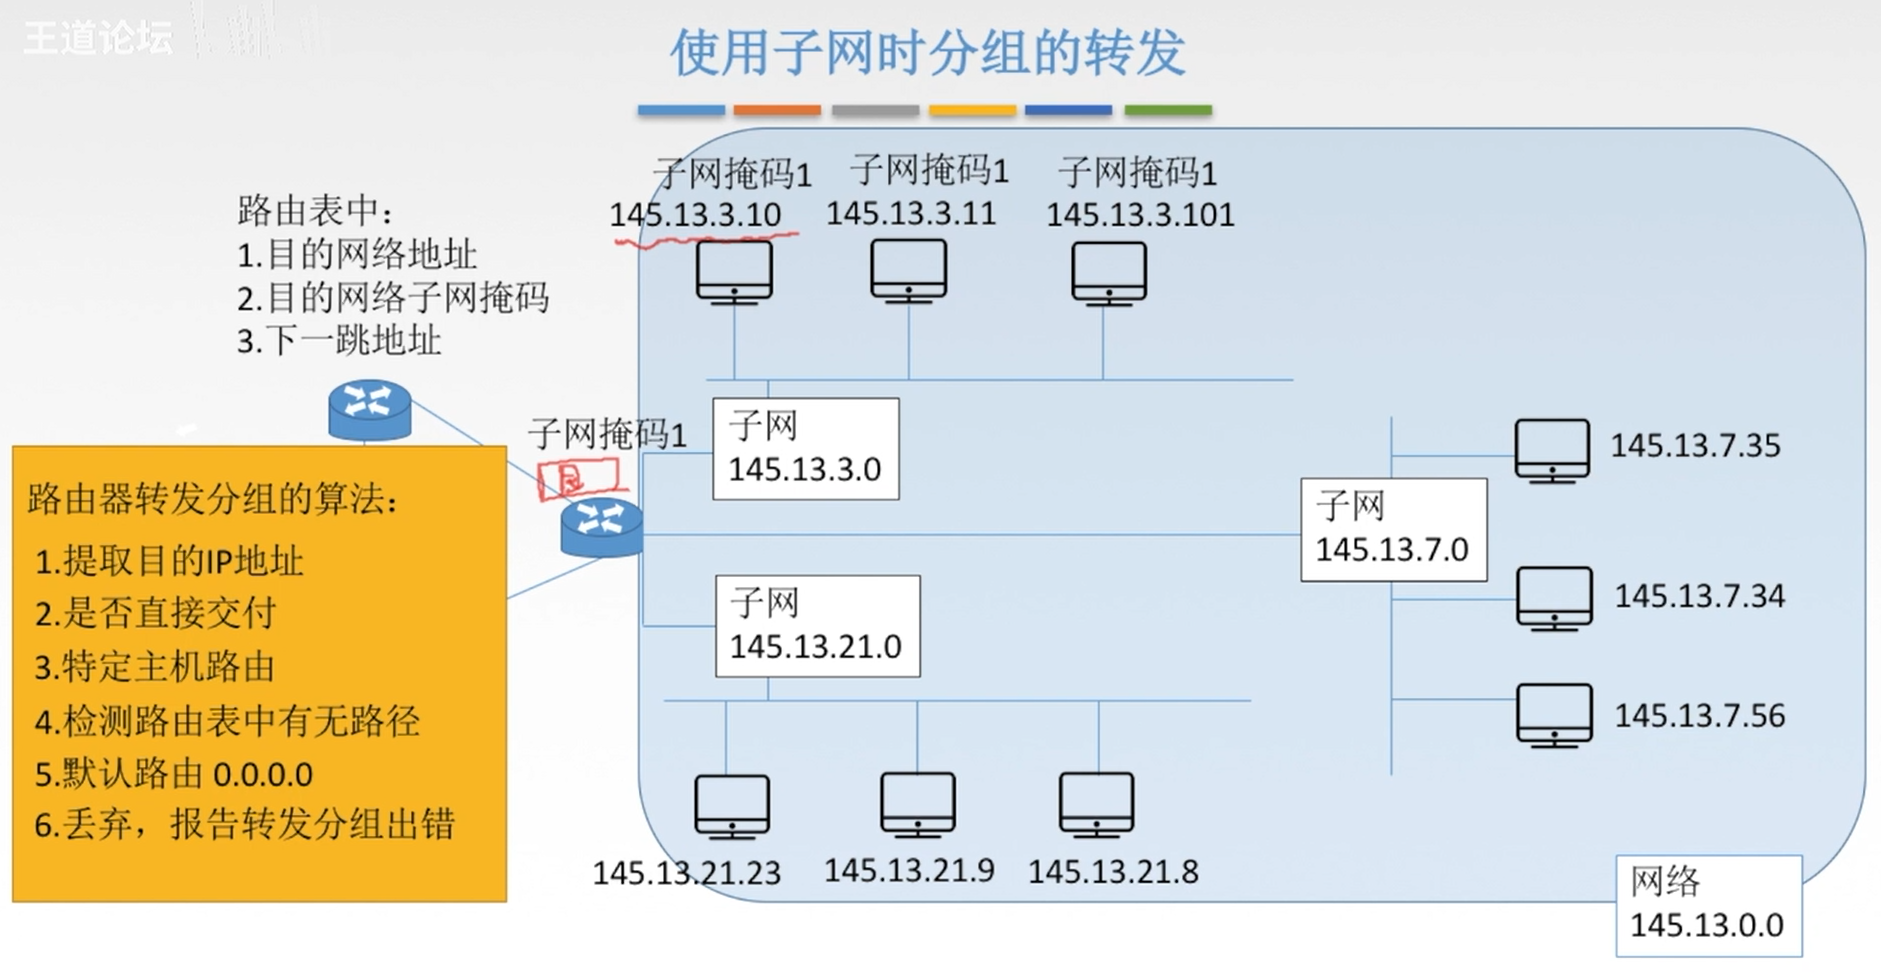 王道论坛
使用子网时分组的转发
路由表中：
1.目的网络地址
2.目的网络子网掩码
3.下一跳地址
子网掩码1
145.13.3.10
子网掩码1
145.13.3.11
子网掩码1
145.13.3.101
子网掩码1
子网
145.13.3.0
子网
145.13.7.0
145.13.7.35
145.13.7.34
145.13.7.56
子网
145.13.21.0
145.13.21.23
145.13.21.9
145.13.21.8
路由器转发分组的算法：
1.提取目的IP地址
2.是否直接交付
3.特定主机路由
4.检测路由表中有无路径
5.默认路由 0.0.0.0
6.丢弃，报告转发分组出错
网络
145.13.0.0